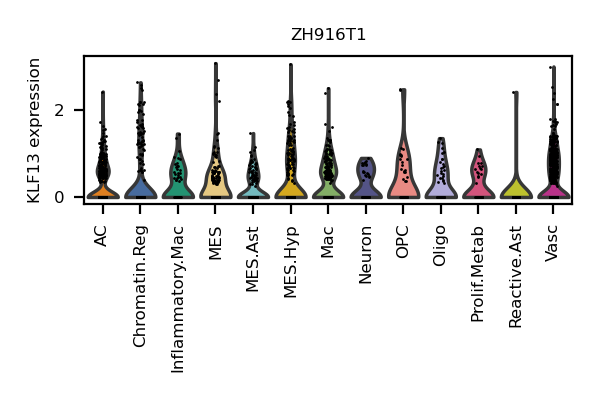 ZH916T1
KLF13 expression
2
0
AC
Chromatin.Reg
Inflammatory.Mac
MES
MES.Ast
MES.Hyp
Mac
Neuron
OPC
Oligo
Prolif.Metab
Reactive.Ast
Vasc